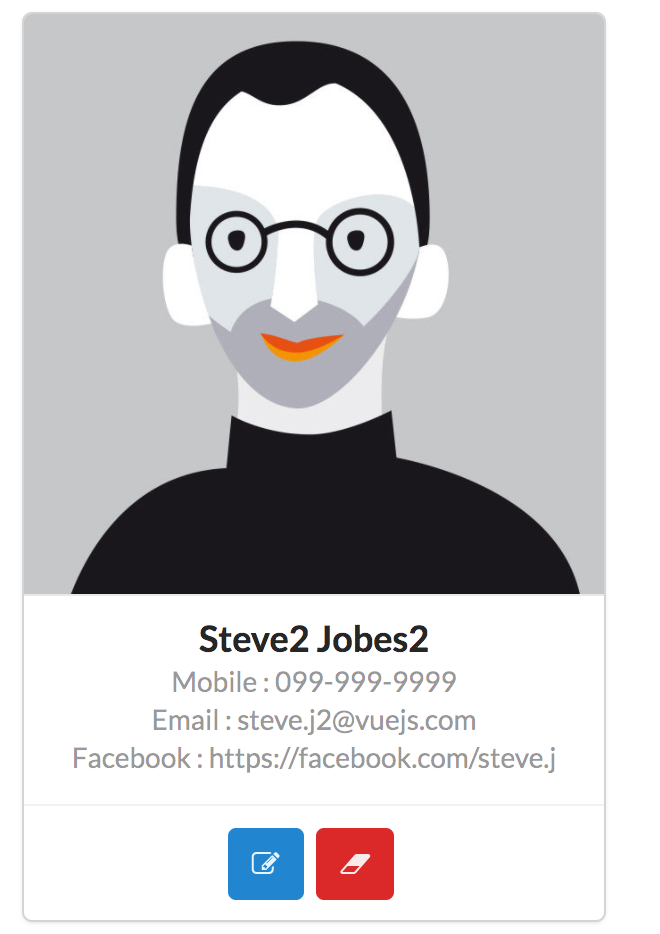 Steve2 Jobes2
Mobile : 099-999-9999
Email : steve.j2@vuejs.com
Facebook : https://facebook.com/steve.j